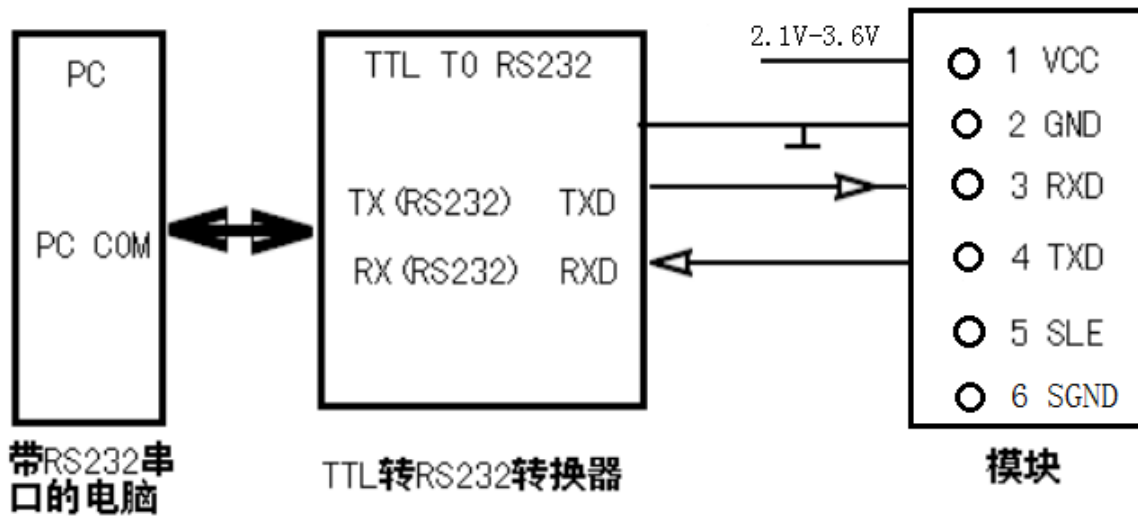 PC
PC COM
带RS232串
口的电脑
TTL TO RS232
TX(RS232) TXD
RX(RS232) RXD
TTL转RS232转换器
2.1V-3.6V
1 VCC
2 GND
3 RXD
4 TXD
5 SLE
6 SGND
模块